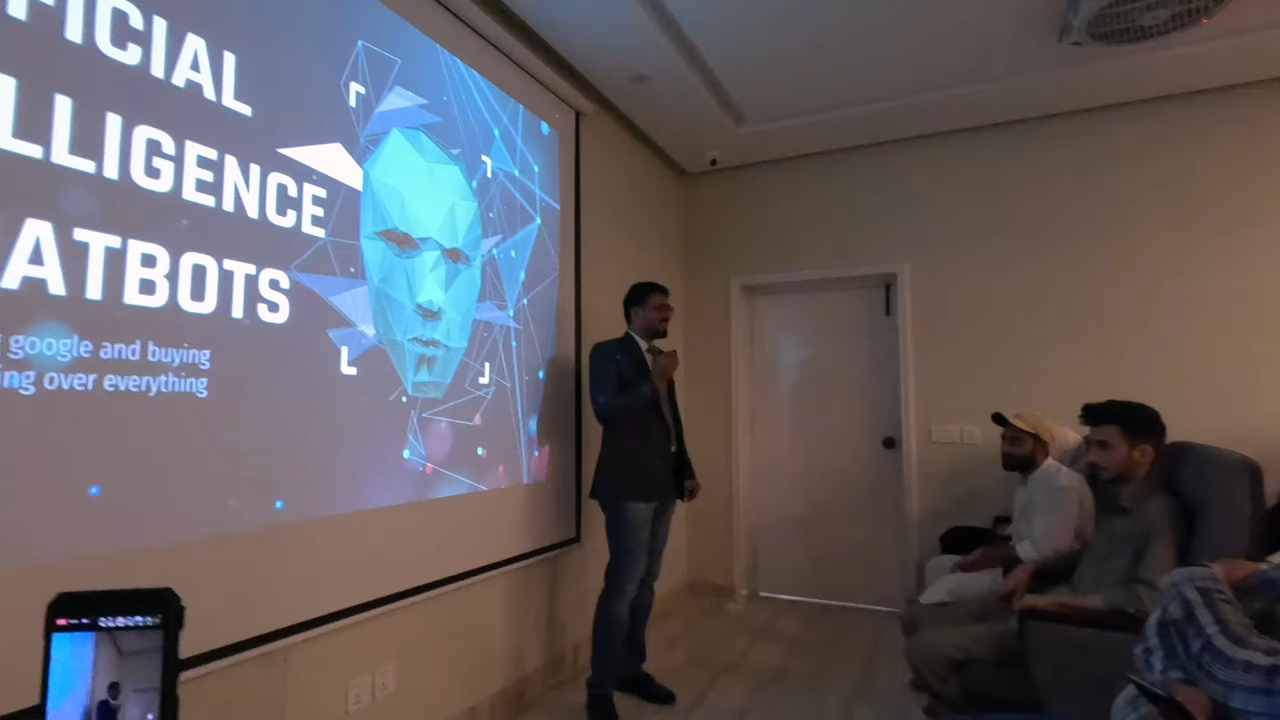 FICIAL
LLIGENCE
ATBOTS
google and buying
ing over everything